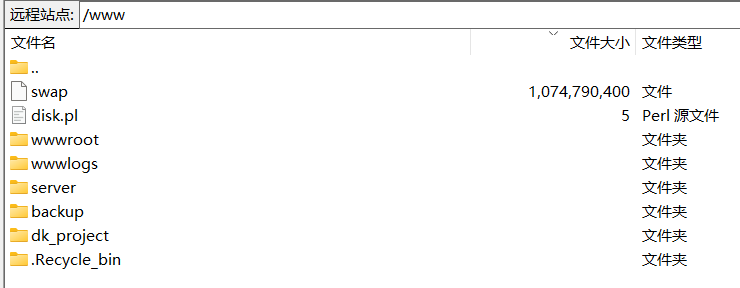 远程站点: /www
文件名 文件大小 文件类型
..
swap 1,074,790,400 文件
disk.pl 5 Perl 源文件
wwwroot 文件夹
wwwlogs 文件夹
server 文件夹
backup 文件夹
dk_project 文件夹
.Recycle_bin 文件夹